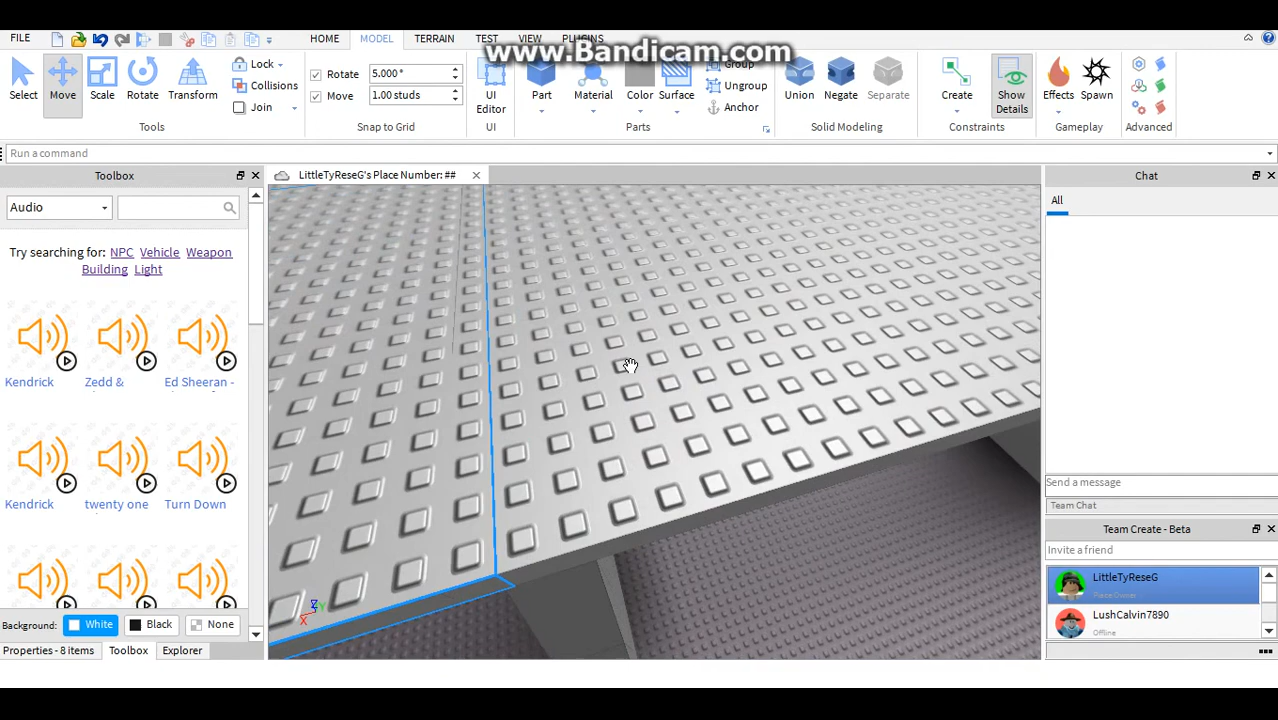 www.Bandicam.com
FILE HOME MODEL TERRAIN TEST VIEW PLUGINS
Select Move Scale Rotate Transform
Lock
Collisions
Join
Tools
Rotate 5.000 °
Move 1.00 studs
Snap to Grid
UI Editor
UI
Part Material Color Surface
Group
Ungroup
Anchor
Parts
Union Negate Separate
Solid Modeling
Create Show Details
Constraints
Effects Spawn
Gameplay
Advanced
Run a command
Toolbox
Audio
Try searching for: NPC Vehicle Weapon
Building Light
Kendrick Zedd & Ed Sheeran -
Kendrick twenty one Turn Down
Background: White Black None
Properties - 8 items Toolbox Explorer
LittleTyReseG's Place Number: ##
Z Y
X
Chat
All
Send a message
Team Chat
Team Create - Beta
Invite a friend
LittleTyReseG
Place Owner
LushCalvin7890
Offline